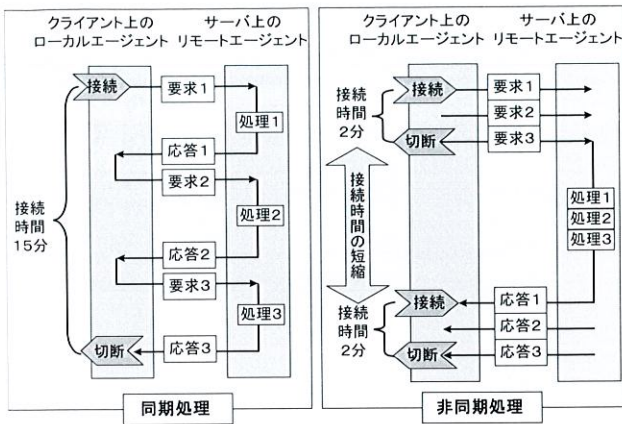 クライアント上の
ローカルエージェント
サーバ上の
リモートエージェント
接続
要求1
処理1
応答1
要求2
処理2
応答2
要求3
処理3
切断
応答3
接続
時間
15分
同期処理
クライアント上の
ローカルエージェント
サーバ上の
リモートエージェント
接続
時間
2分
接続
要求1
要求2
切断
要求3
接続時間の短縮
処理1
処理2
処理3
接続
時間
2分
接続
応答1
応答2
切断
応答3
非同期処理